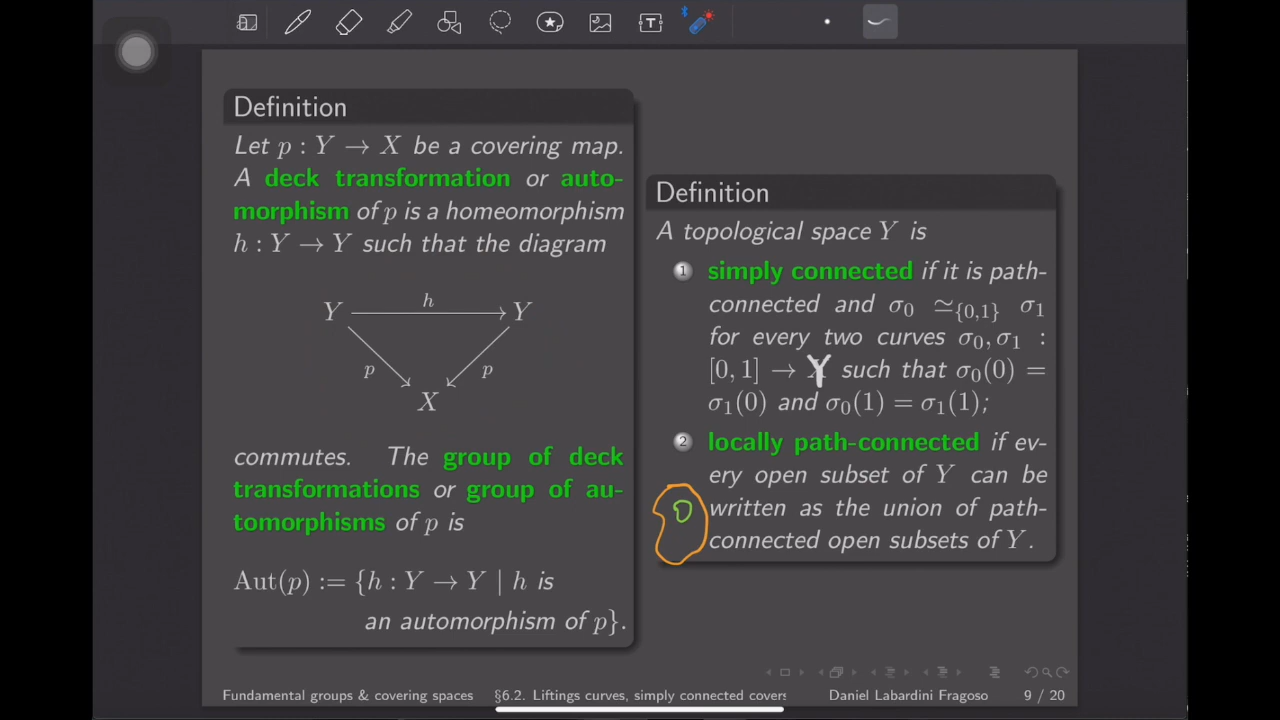 Definition
Let p : Y → X be a covering map.
A deck transformation or auto-
morphism of p is a homeomorphism
h : Y → Y such that the diagram
h
Y Y
p p
X
commutes. The group of deck
transformations or group of au-
tomorphisms of p is
Aut(p) := {h : Y → Y | h is
an automorphism of p}.
Definition
A topological space Y is
1 simply connected if it is path-
connected and σ₀ ≃_{0,1} σ₁
for every two curves σ₀, σ₁ :
[0, 1] → Y such that σ₀(0) =
σ₁(0) and σ₀(1) = σ₁(1);
2 locally path-connected if ev-
ery open subset of Y can be
written as the union of path-
connected open subsets of Y.
Fundamental groups & covering spaces §6.2. Liftings curves, simply connected covers Daniel Labardini Fragoso 9 / 20